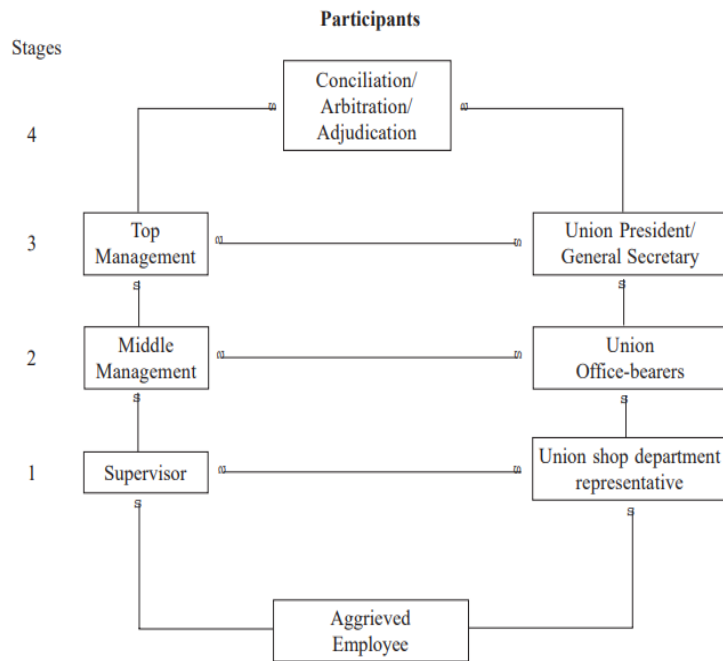 Participants
Stages
Conciliation/
Arbitration/
Adjudication
4
3
Top
Management
Union President/
General Secretary
2
Middle
Management
Union
Office-bearers
1
Supervisor
Union shop department
representative
Aggrieved
Employee